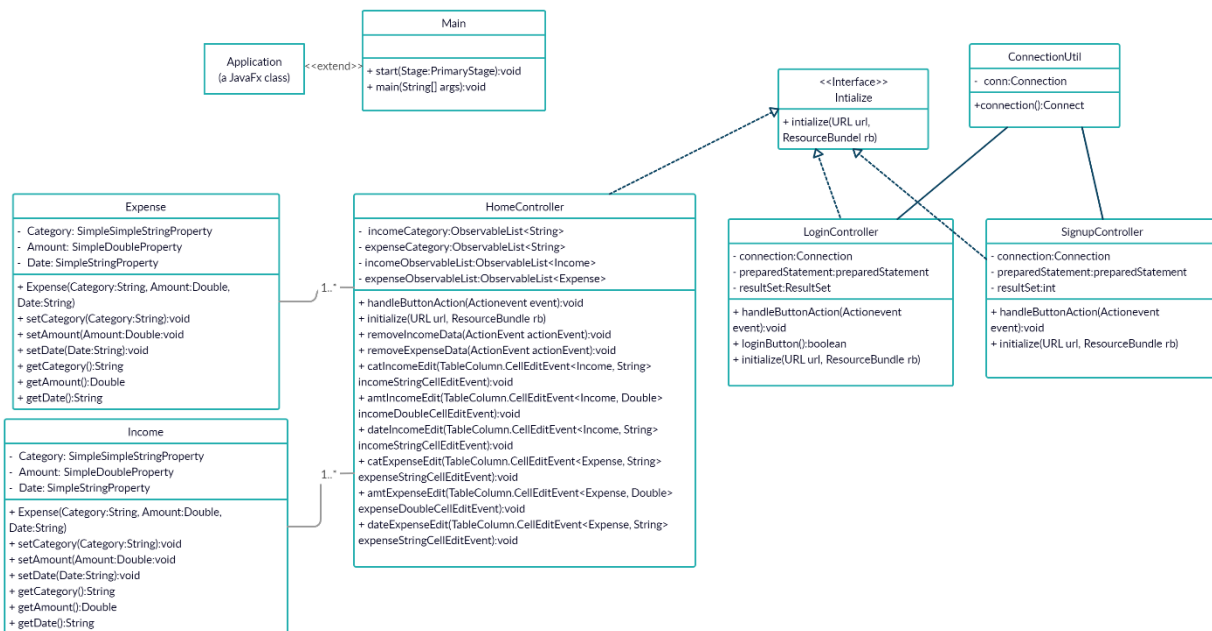 Main
+ start(Stage:PrimaryStage):void
+ main(String[] args):void
Application
(a JavaFx class)
<<extend>>
<<Interface>>
Intialize
+ intialize(URL url,
ResourceBundel rb)
ConnectionUtil
- conn:Connection
+connection():Connect
Expense
- Category: SimpleSimpleStringProperty
- Amount: SimpleDoubleProperty
- Date: SimpleStringProperty
+ Expense(Category:String, Amount:Double,
Date:String)
+ setCategory(Category:String):void
+ setAmount(Amount:Double:void
+ setDate(Date:String):void
+ getCategory():String
+ getAmount():Double
+ getDate():String
1..*
HomeController
- incomeCategory:ObservableList<String>
- expenseCategory:ObservableList<String>
- incomeObservableList:ObservableList<Income>
- expenseObservableList:ObservableList<Expense>
+ handleButtonAction(Actionevent event):void
+ initialize(URL url, ResourceBundle rb)
+ removeIncomeData(ActionEvent actionEvent):void
+ removeExpenseData(ActionEvent actionEvent):void
+ catIncomeEdit(TableColumn.CellEditEvent<Income, String>
incomeStringCellEditEvent):void
+ amtIncomeEdit(TableColumn.CellEditEvent<Income, Double>
incomeDoubleCellEditEvent):void
+ dateIncomeEdit(TableColumn.CellEditEvent<Income, String>
incomeStringCellEditEvent):void
+ catExpenseEdit(TableColumn.CellEditEvent<Expense, String>
expenseStringCellEditEvent):void
+ amtExpenseEdit(TableColumn.CellEditEvent<Expense, Double>
expenseDoubleCellEditEvent):void
+ dateExpenseEdit(TableColumn.CellEditEvent<Expense, String>
expenseStringCellEditEvent):void
LoginController
- connection:Connection
- preparedStatement:preparedStatement
- resultSet:ResultSet
+ handleButtonAction(Actionevent
event):void
+ loginButton():boolean
+ initialize(URL url, ResourceBundle rb)
SignupController
- connection:Connection
- preparedStatement:preparedStatement
- resultSet:int
+ handleButtonAction(Actionevent
event):void
+ initialize(URL url, ResourceBundle rb)
Income
- Category: SimpleSimpleStringProperty
- Amount: SimpleDoubleProperty
- Date: SimpleStringProperty
+ Expense(Category:String, Amount:Double,
Date:String)
+ setCategory(Category:String):void
+ setAmount(Amount:Double:void
+ setDate(Date:String):void
+ getCategory():String
+ getAmount():Double
+ getDate():String
1..*